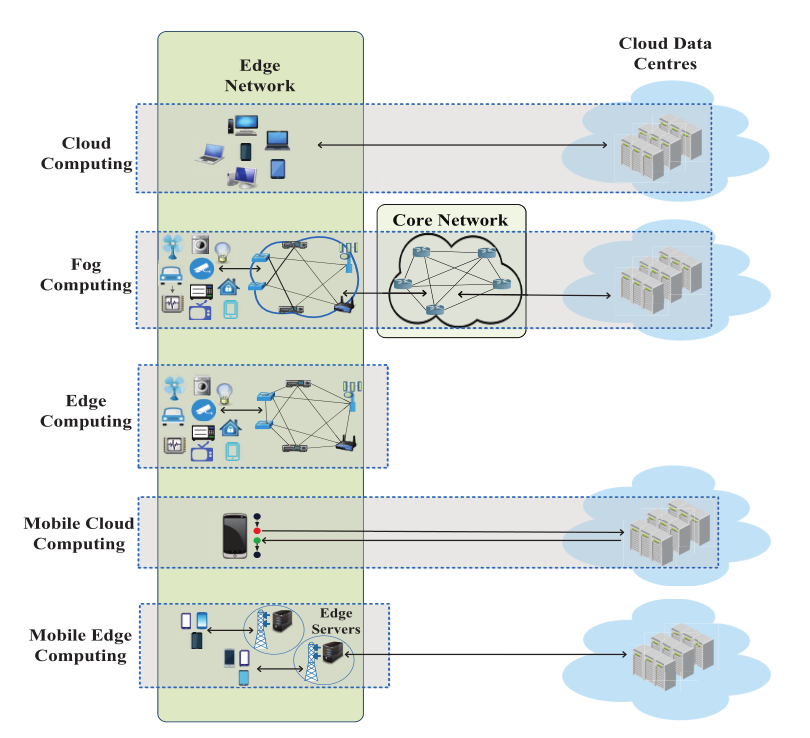 Edge
Network
Cloud Data
Centres
Cloud
Computing
Core Network
Fog
Computing
Edge
Computing
Mobile Cloud
Computing
Edge
Servers
Mobile Edge
Computing